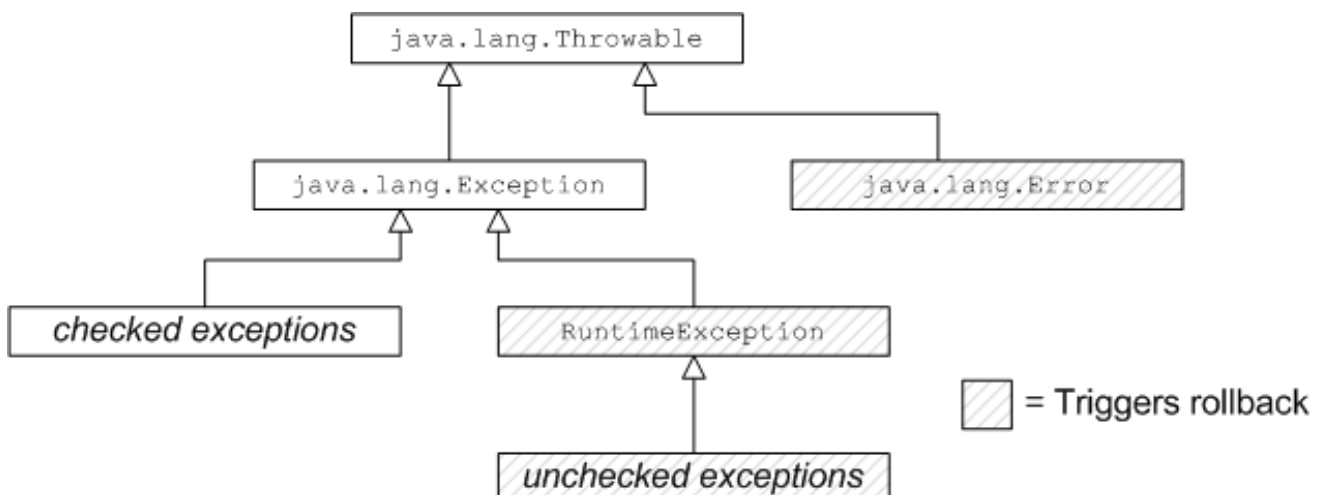 java.lang.Throwable
java.lang.Exception
java.lang.Error
checked exceptions
RuntimeException
= Triggers rollback
unchecked exceptions